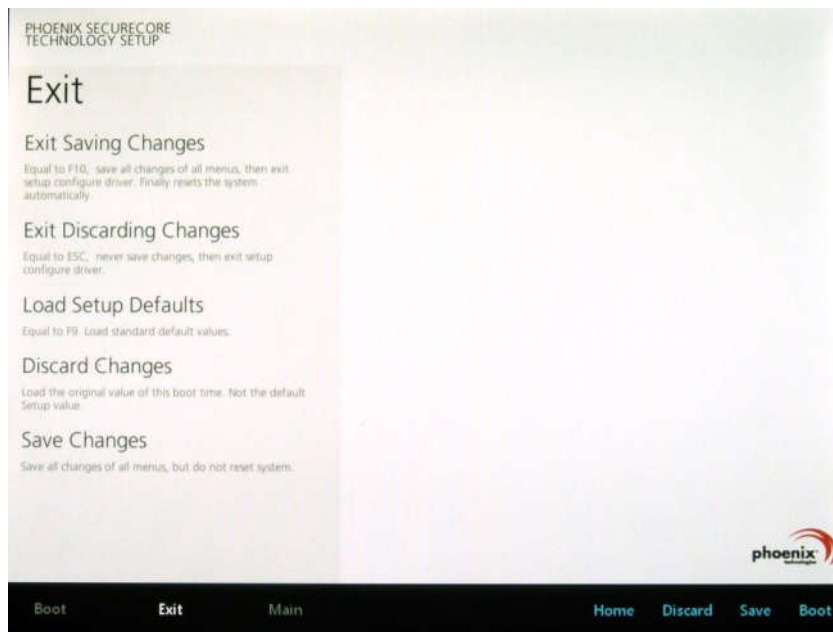 PHOENIX SECURECORE
TECHNOLOGY SETUP
Exit
Exit Saving Changes
Equal to F10, save all changes of all menus, then exit
setup configure driver. Finally resets the system
automatically.
Exit Discarding Changes
Equal to ESC, never save changes, then exit setup
configure driver.
Load Setup Defaults
Equal to F9. Load standard default values.
Discard Changes
Load the original value of this boot time. Not the default
Setup value.
Save Changes
Save all changes of all menus, but do not reset system.
phoenix
technologies
Boot Exit Main Home Discard Save Boot